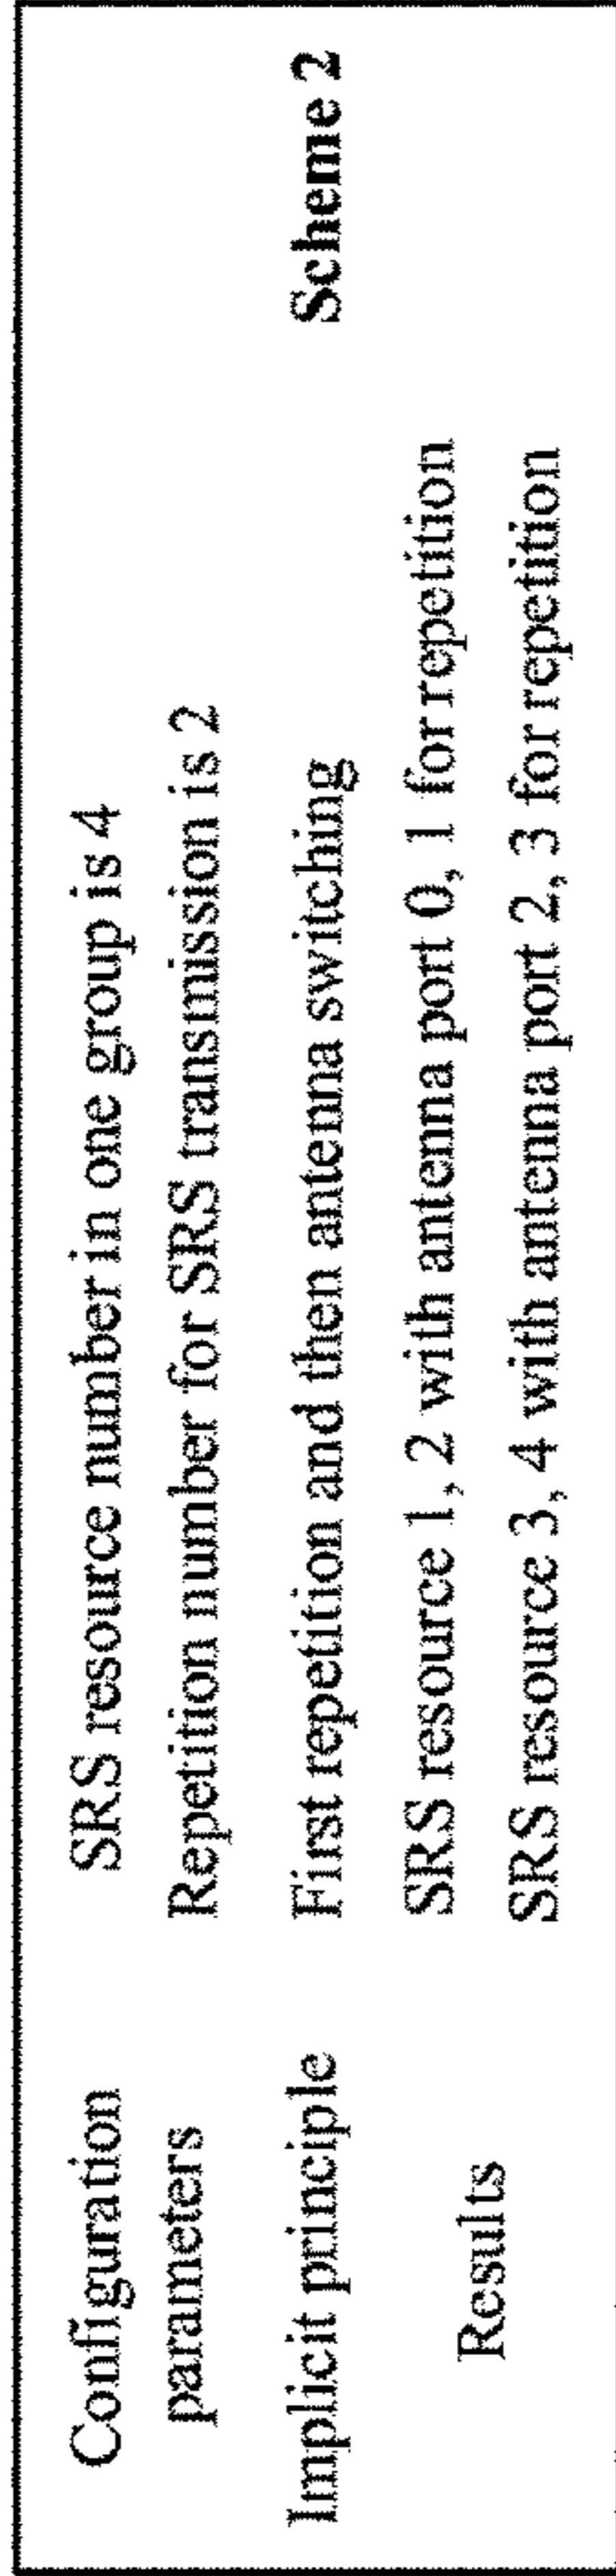 Configuration
parameters
SRS resource number in one group is 4
Repetition number for SRS transmission is 2
Implicit principle
First repetition and then antenna switching
Scheme 2
Results
SRS resource 1, 2 with antenna port 0, 1 for repetition
SRS resource 3, 4 with antenna port 2, 3 for repetition